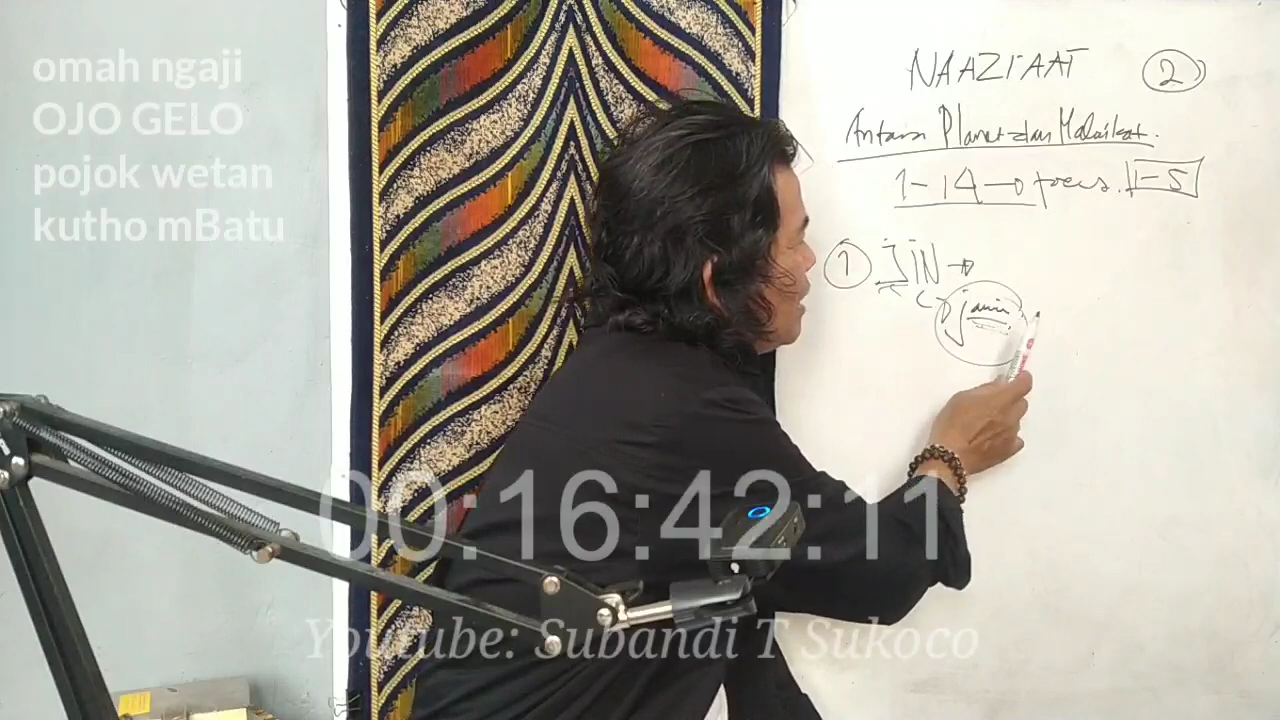 omah ngaji
OJO GELO
pojok wetan
kutho mBatu
NAAZI'AAT 2
Antara Planet dan Malaikat.
1-14 → focus. 1-5
1 JIN →
janin
00:16:42:11
Youtube: Subandi T Sukoco